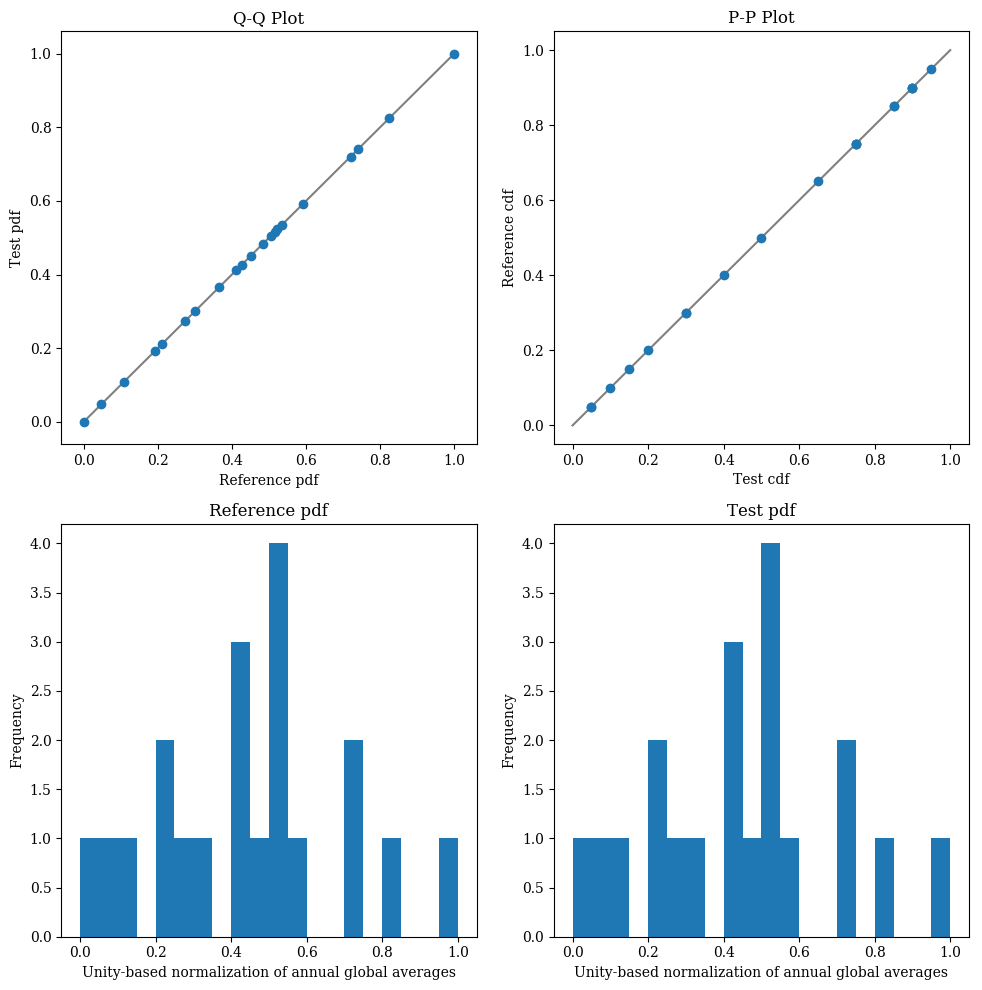 Q-Q Plot
1.0
0.8
0.6
0.4
0.2
0.0
Test pdf
0.0 0.2 0.4 0.6 0.8 1.0
Reference pdf
P-P Plot
1.0
0.8
0.6
0.4
0.2
0.0
Reference cdf
0.0 0.2 0.4 0.6 0.8 1.0
Test cdf
Reference pdf
4.0
3.5
3.0
2.5
2.0
1.5
1.0
0.5
0.0
Frequency
0.0 0.2 0.4 0.6 0.8 1.0
Unity-based normalization of annual global averages
Test pdf
4.0
3.5
3.0
2.5
2.0
1.5
1.0
0.5
0.0
Frequency
0.0 0.2 0.4 0.6 0.8 1.0
Unity-based normalization of annual global averages